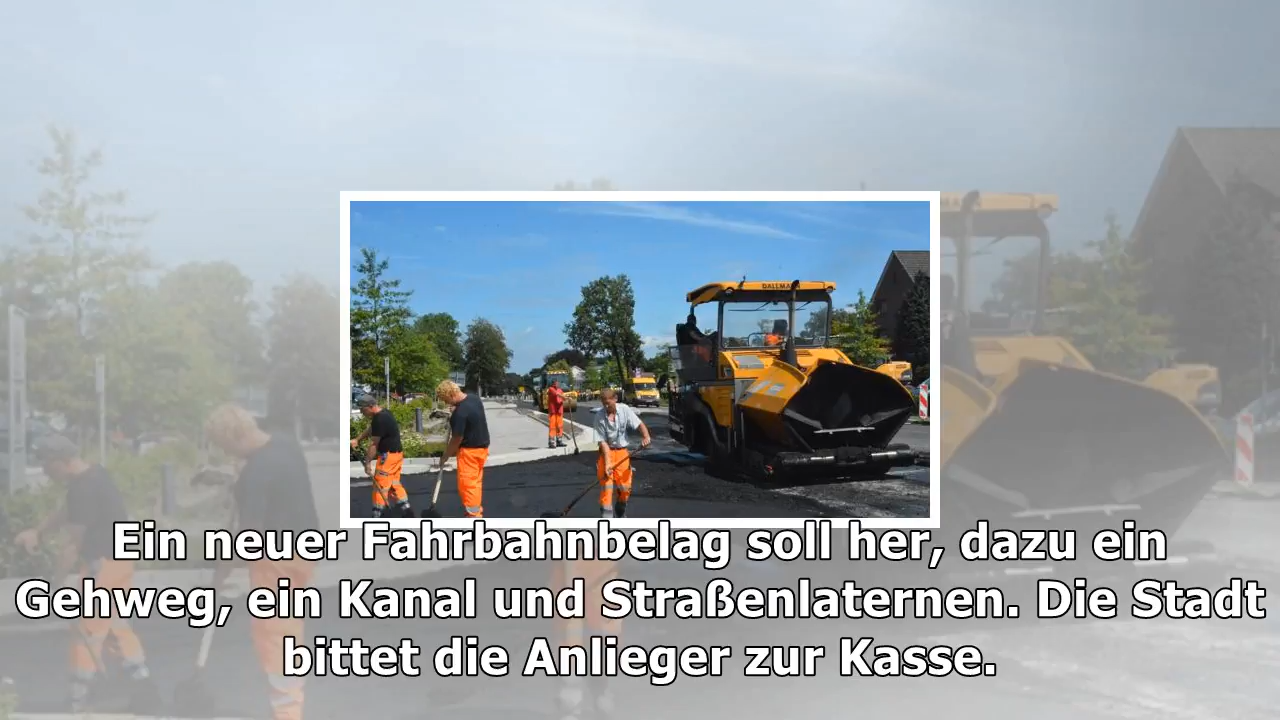 DALLMANN
Ein neuer Fahrbahnbelag soll her, dazu ein
Gehweg, ein Kanal und Straßenlaternen. Die Stadt
bittet die Anlieger zur Kasse.